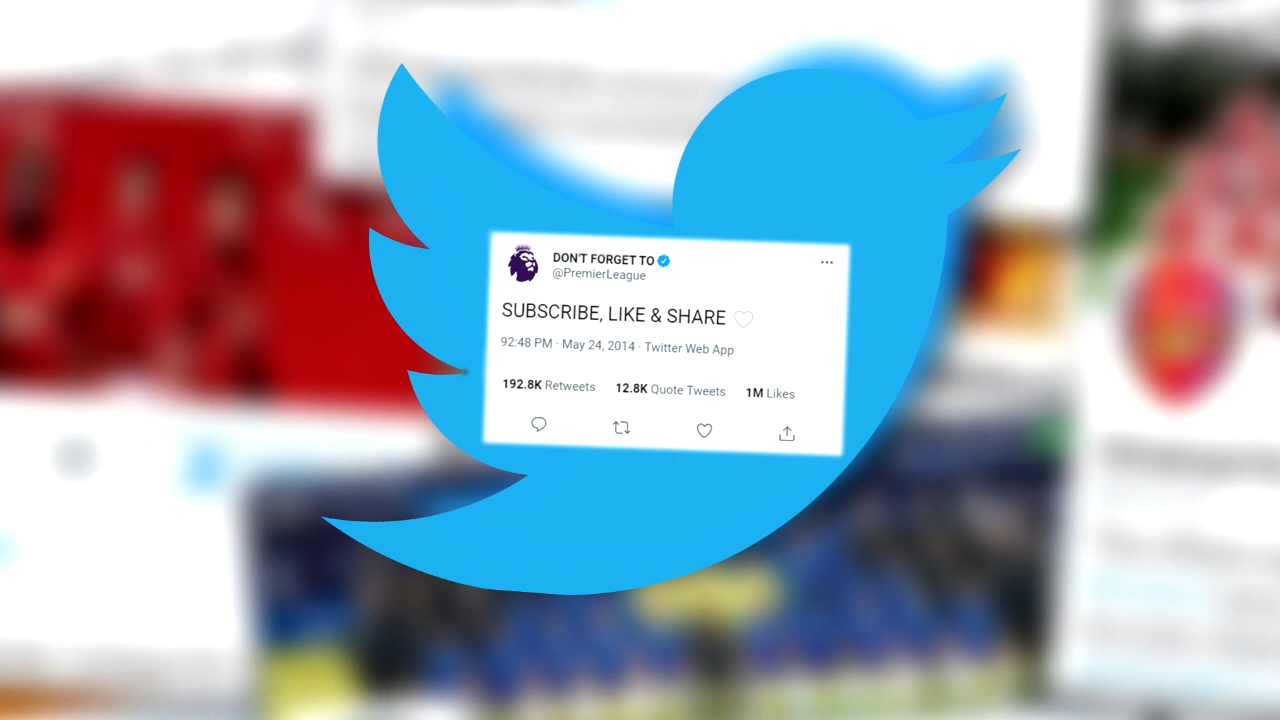 DON'T FORGET TO
@PremierLeague
SUBSCRIBE, LIKE & SHARE
92:48 PM · May 24, 2014 · Twitter Web App
192.8K Retweets 12.8K Quote Tweets 1M Likes